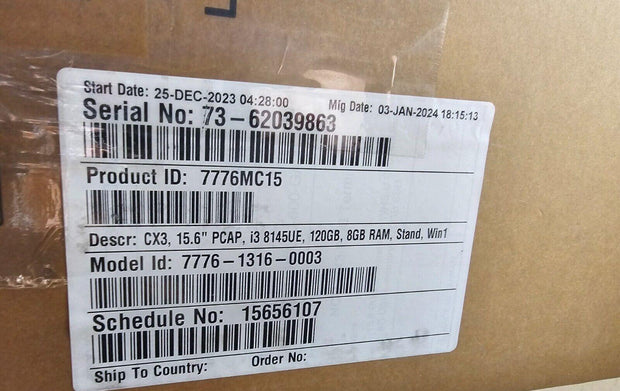 Start Date: 25-DEC-2023 04:28:00 Mfg Date: 03-JAN-2024 18:15:13
Serial No: 73-62039863
Product ID: 7776MC15
Descr: CX3, 15.6" PCAP, i3 8145UE, 120GB, 8GB RAM, Stand, Win1
Model Id: 7776-1316-0003
Schedule No: 15656107
Ship To Country: Order No: